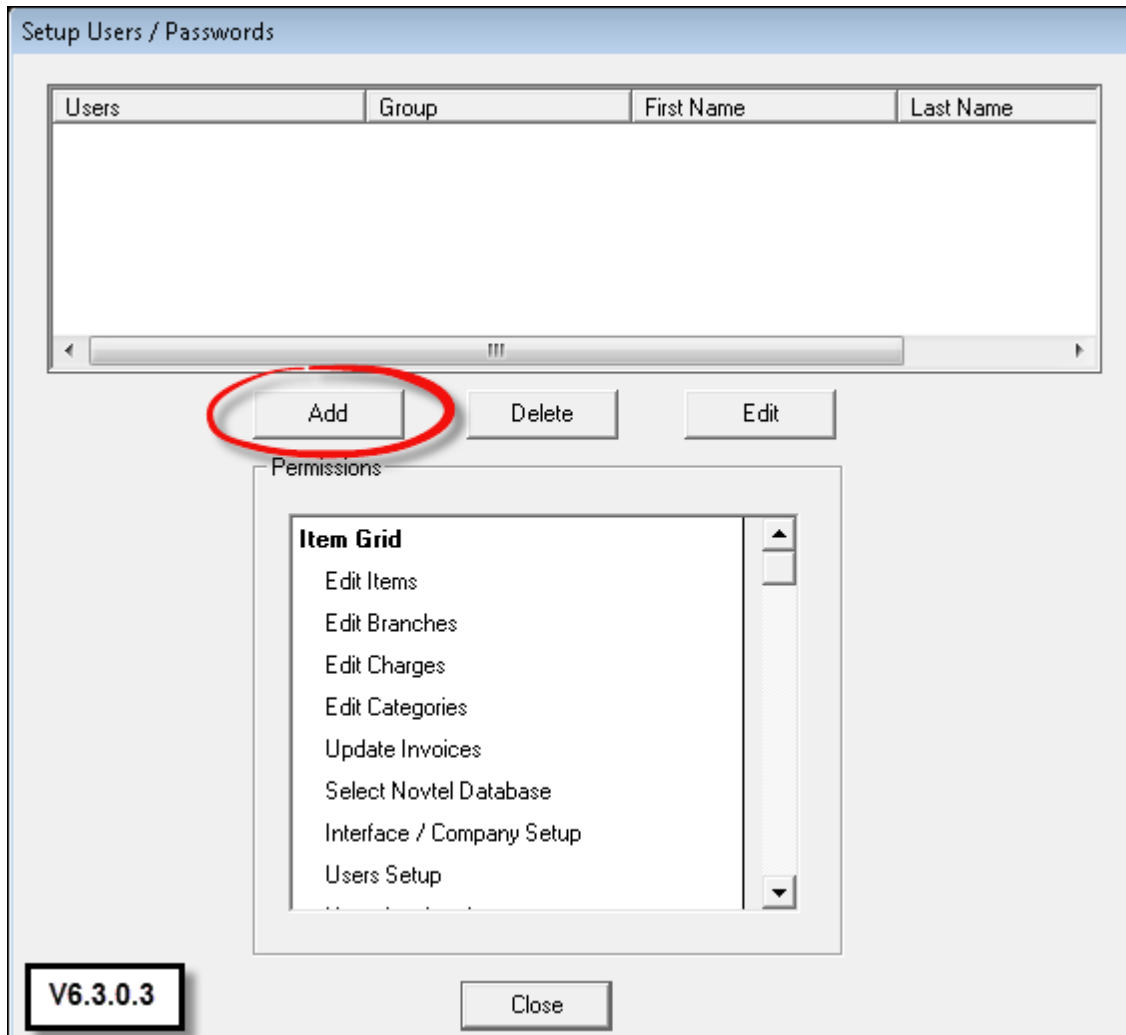 Setup Users / Passwords
Users Group First Name Last Name
Add Delete Edit
Permissions
Item Grid
Edit Items
Edit Branches
Edit Charges
Edit Categories
Update Invoices
Select Novtel Database
Interface / Company Setup
Users Setup
V6.3.0.3
Close